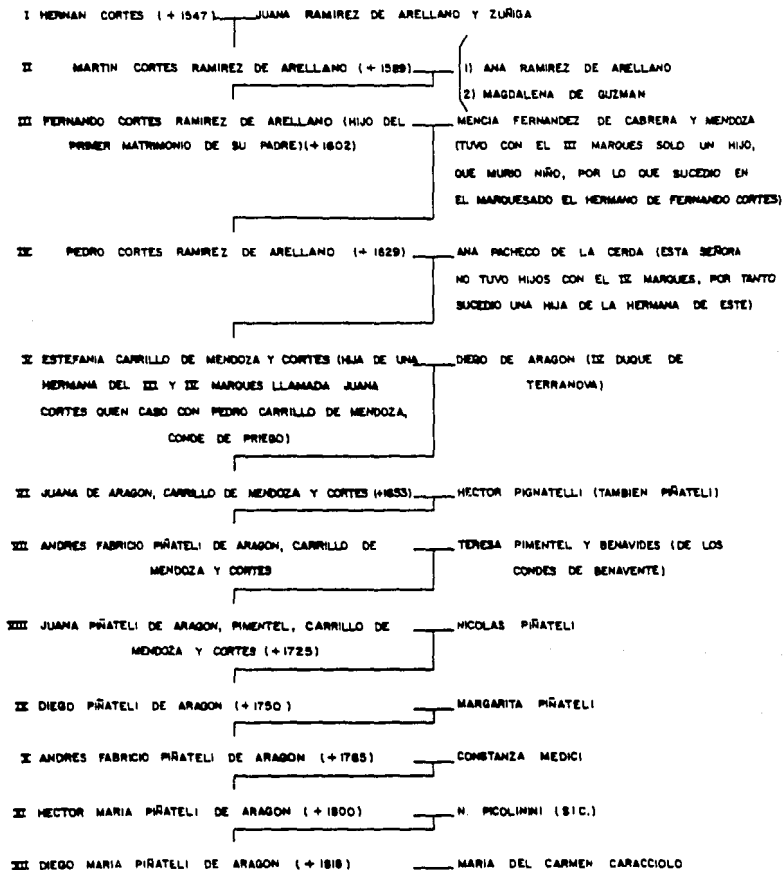 I HERNAN CORTES (+ 1547) JUANA RAMIREZ DE ARELLANO Y ZUÑIGA
II MARTIN CORTES RAMIREZ DE ARELLANO (+ 1589) 1) ANA RAMIREZ DE ARELLANO
2) MAGDALENA DE GUZMAN
III FERNANDO CORTES RAMIREZ DE ARELLANO (HIJO DEL
PRIMER MATRIMONIO DE SU PADRE)(+ 1602)
MENCIA FERNANDEZ DE CABRERA Y MENDOZA
(TUVO CON EL III MARQUES SOLO UN HIJO,
QUE MURIO NIÑO, POR LO QUE SUCEDIO EN
EL MARQUESADO EL HERMANO DE FERNANDO CORTES)
IV PEDRO CORTES RAMIREZ DE ARELLANO (+ 1629)
ANA PACHECO DE LA CERDA (ESTA SEÑORA
NO TUVO HIJOS CON EL IV MARQUES, POR TANTO
SUCEDIO UNA HIJA DE LA HERMANA DE ESTE)
V ESTEFANIA CARRILLO DE MENDOZA Y CORTES (HIJA DE UNA
HERMANA DEL III Y IV MARQUES LLAMADA JUANA
CORTES QUIEN CASO CON PEDRO CARRILLO DE MENDOZA,
CONDE DE PRIEGO)
DIEGO DE ARAGON (IV DUQUE DE
TERRANOVA)
VI JUANA DE ARAGON, CARRILLO DE MENDOZA Y CORTES (+1653) HECTOR PIGNATELLI (TAMBIEN PIÑATELI)
VII ANDRES FABRICIO PIÑATELI DE ARAGON, CARRILLO DE
MENDOZA Y CORTES
TERESA PIMENTEL Y BENAVIDES (DE LOS
CONDES DE BENAVENTE)
VIII JUANA PIÑATELI DE ARAGON, PIMENTEL, CARRILLO DE
MENDOZA Y CORTES (+ 1725)
NICOLAS PIÑATELI
IX DIEGO PIÑATELI DE ARAGON (+ 1750) MARGARITA PIÑATELI
X ANDRES FABRICIO PIÑATELI DE ARAGON (+ 1765) CONSTANZA MEDICI
XI HECTOR MARIA PIÑATELI DE ARAGON (+ 1800) N. PICOLININI (SIC.)
XII DIEGO MARIA PIÑATELI DE ARAGON (+ 1818) MARIA DEL CARMEN CARACCIOLO